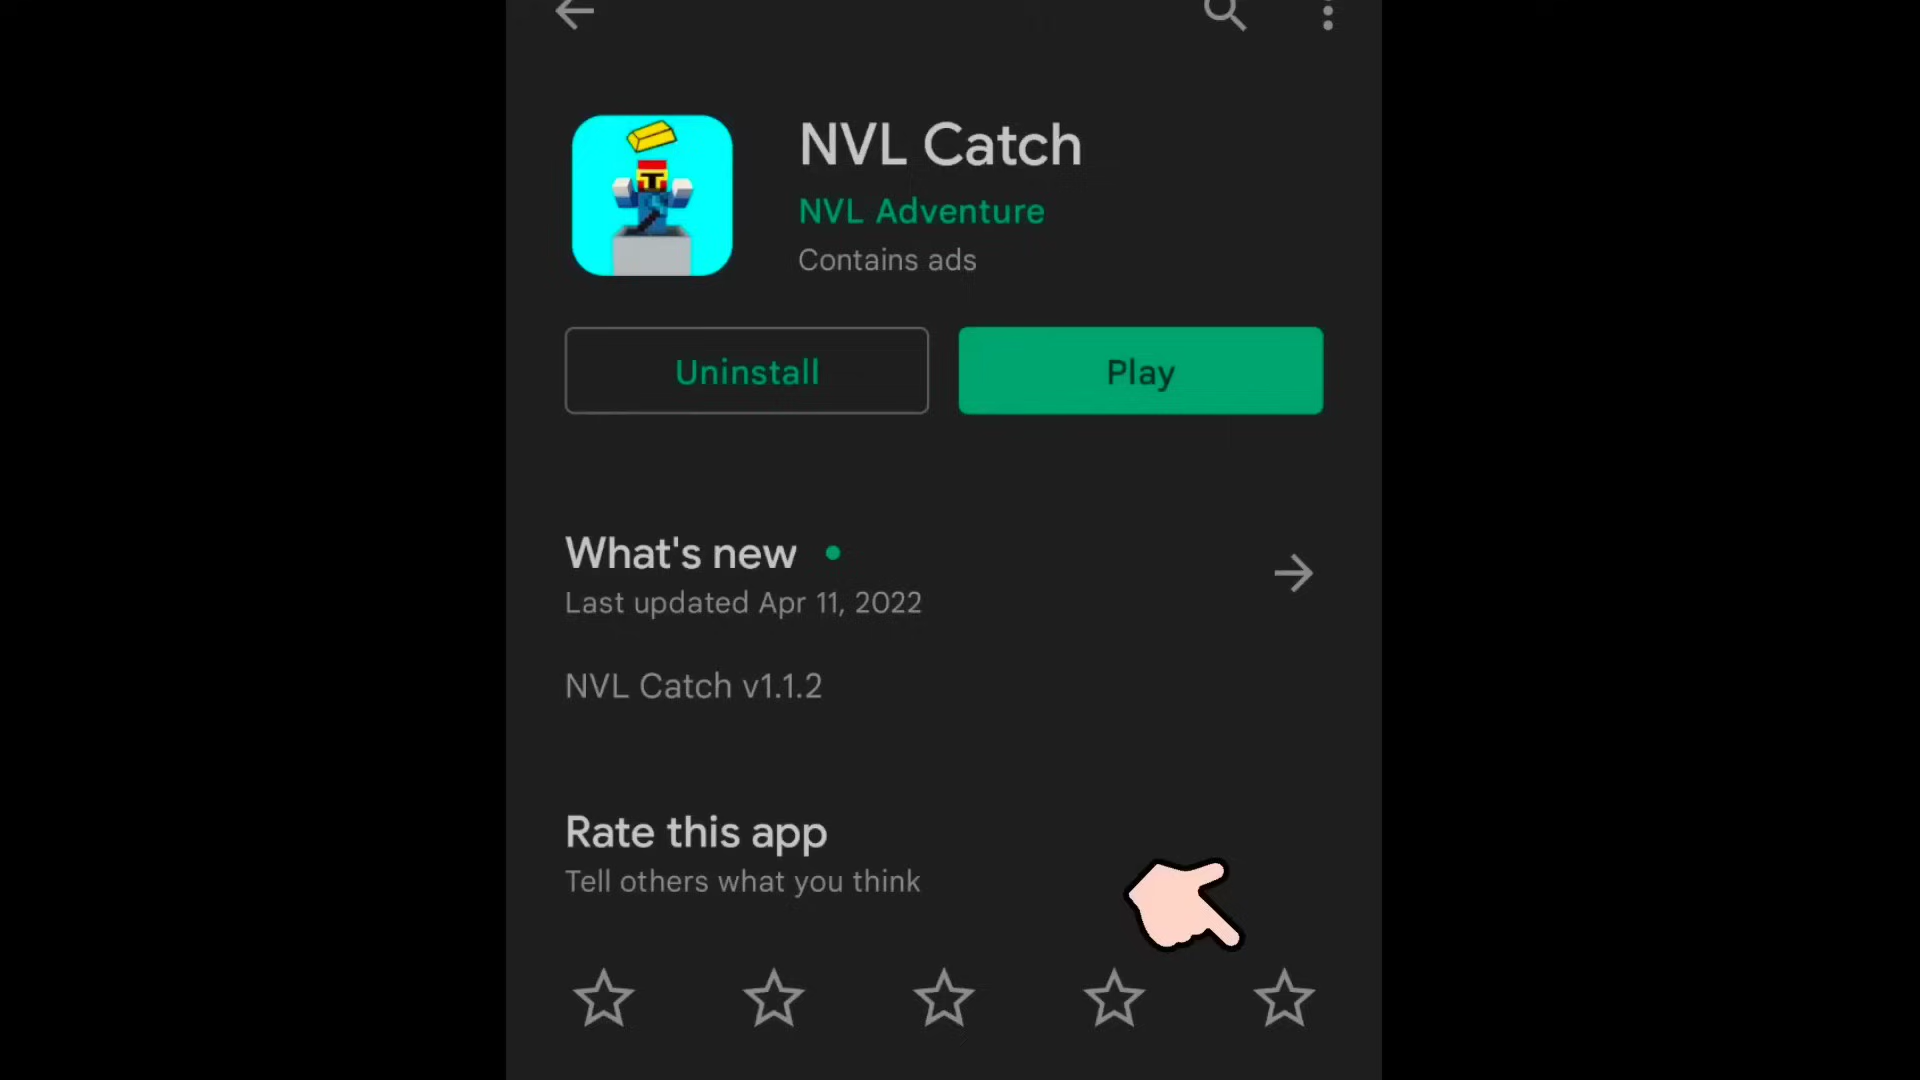 NVL Catch
NVL Adventure
Contains ads
Uninstall
Play
What's new
Last updated Apr 11, 2022
NVL Catch v1.1.2
Rate this app
Tell others what you think